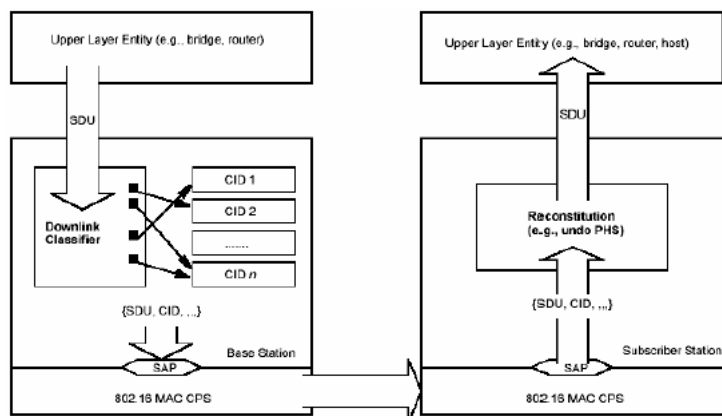 Upper Layer Entity (e.g., bridge, router)
SDU
Downlink
Classifier
CID 1
CID 2
.......
CID n
{SDU, CID, ...}
Base Station
SAP
802.16 MAC CPS
Upper Layer Entity (e.g., bridge, router, host)
SDU
Reconstitution
(e.g., undo PHS)
{SDU, CID, ...}
Subscriber Station
SAP
802.16 MAC CPS